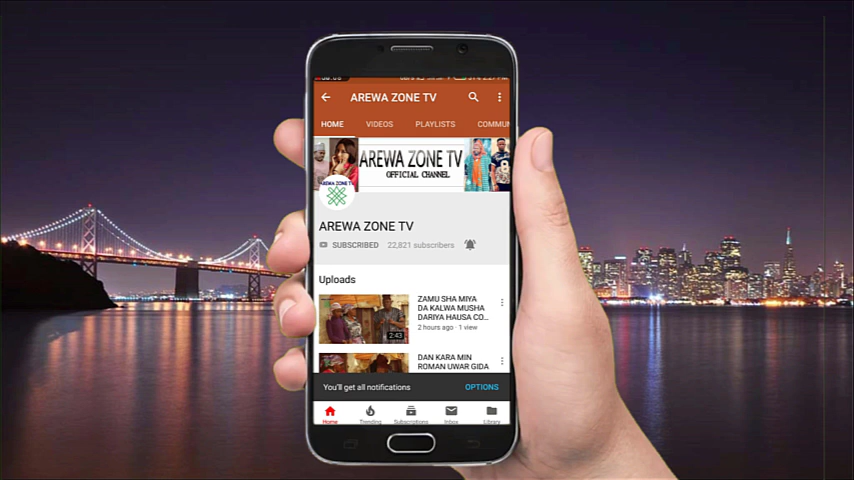 AREWA ZONE TV
HOME VIDEOS PLAYLISTS COMMUN
AREWA ZONE TV
OFFICIAL CHANNEL
AREWA ZONE TV
AREWA ZONE TV
SUBSCRIBED 22,821 subscribers
Uploads
ZAMU SHA MIYA
DA KALWA MUSHA
DARIYA HAUSA CO...
2 hours ago · 1 view
2:43
DAN KARA MIN
ROMAN UWAR GIDA
You'll get all notifications OPTIONS
Home Trending Subscriptions Inbox Library